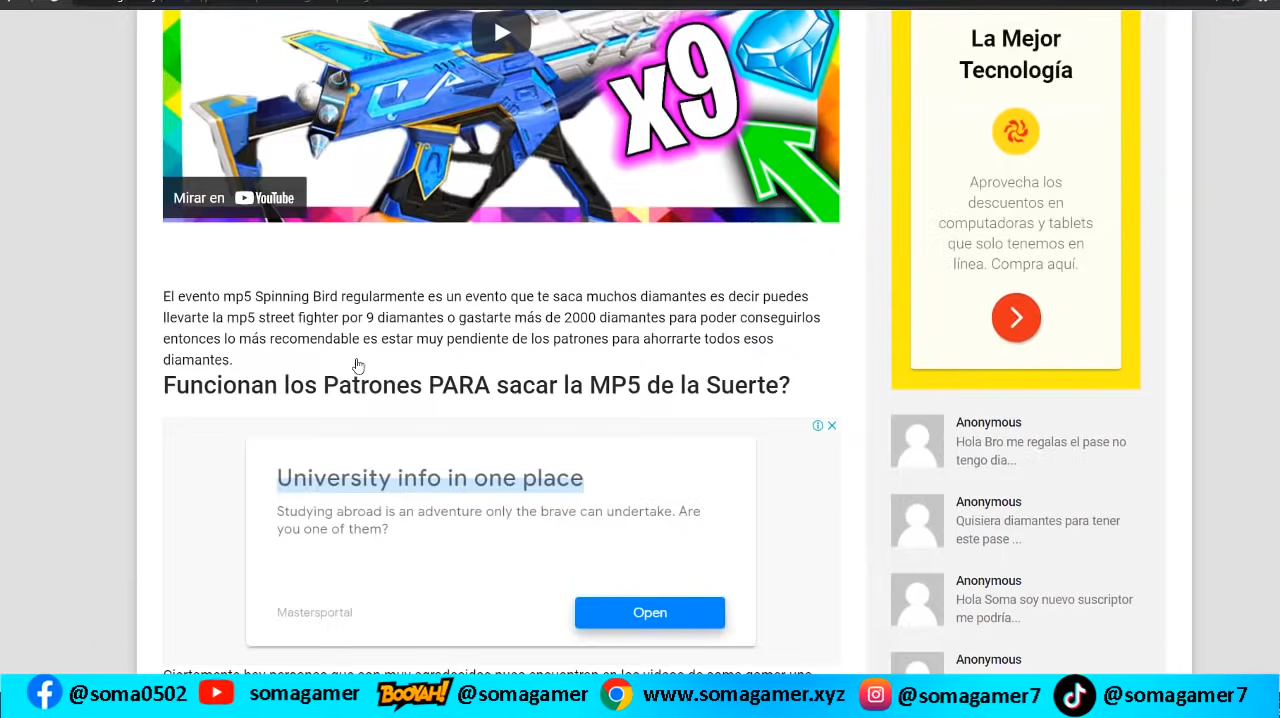 x9
Mirar en YouTube
El evento mp5 Spinning Bird regularmente es un evento que te saca muchos diamantes es decir puedes
llevarte la mp5 street fighter por 9 diamantes o gastarte más de 2000 diamantes para poder conseguirlos
entonces lo más recomendable es estar muy pendiente de los patrones para ahorrarte todos esos
diamantes.
Funcionan los Patrones PARA sacar la MP5 de la Suerte?
University info in one place
Studying abroad is an adventure only the brave can undertake. Are
you one of them?
Mastersportal
Open
La Mejor
Tecnología
Aprovecha los
descuentos en
computadoras y tablets
que solo tenemos en
línea. Compra aquí.
Anonymous
Hola Bro me regalas el pase no
tengo dia...
Anonymous
Quisiera diamantes para tener
este pase ...
Anonymous
Hola Soma soy nuevo suscriptor
me podría...
Anonymous
@soma0502 somagamer BOOYAH! @somagamer www.somagamer.xyz @somagamer7 @somagamer7